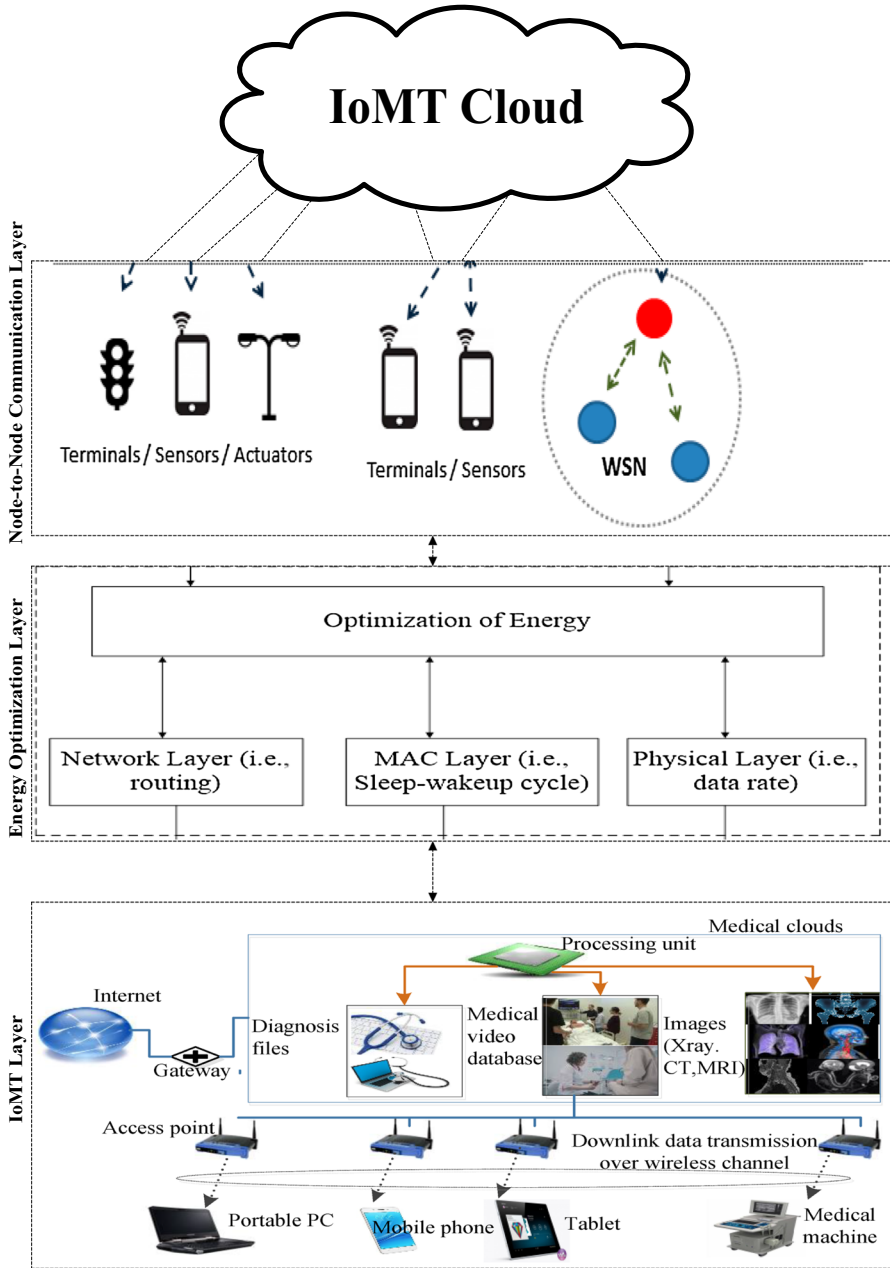 IoMT Cloud
Node-to-Node Communication Layer
Terminals / Sensors / Actuators
Terminals / Sensors
WSN
Energy Optimization Layer
Optimization of Energy
Network Layer (i.e.,
routing)
MAC Layer (i.e.,
Sleep-wakeup cycle)
Physical Layer (i.e.,
data rate)
IoMT Layer
Medical clouds
Processing unit
Internet
Gateway
Diagnosis
files
Medical
video
database
Images
(Xray.
CT,MRI)
Access point
Downlink data transmission
over wireless channel
Portable PC
Mobile phone
Tablet
Medical
machine